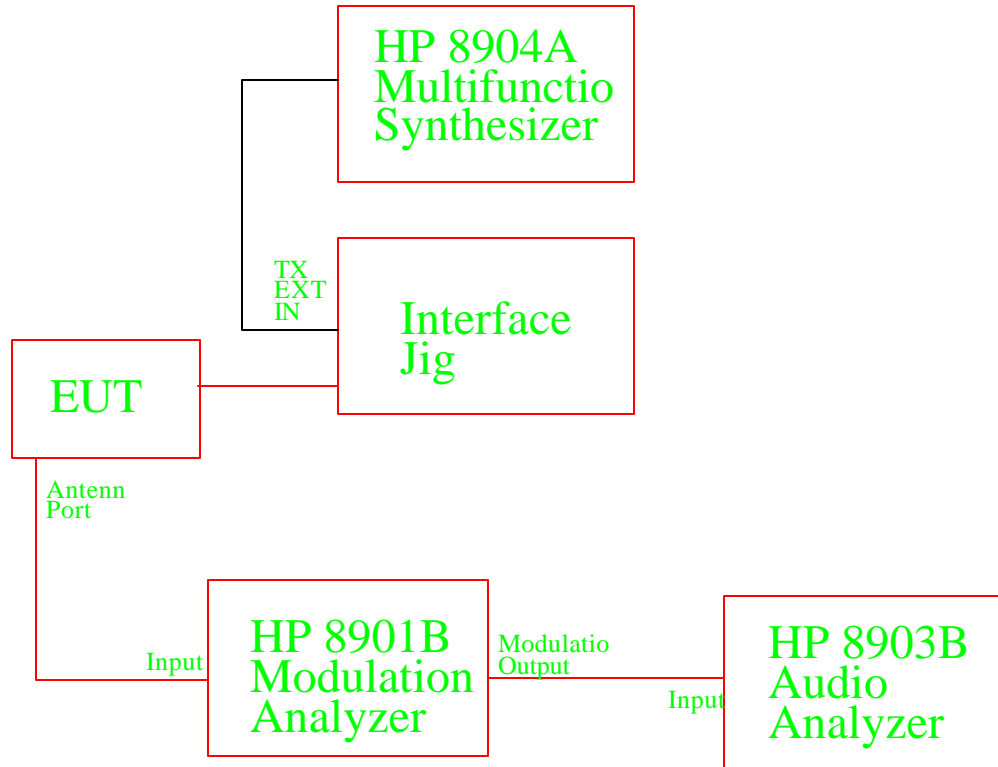 HP 8904A
Multifunctio
Synthesizer
TX
EXT
IN
Interface
Jig
EUT
Antenn
Port
Input
HP 8901B
Modulation
Analyzer
Modulatio
Output
Input
HP 8903B
Audio
Analyzer